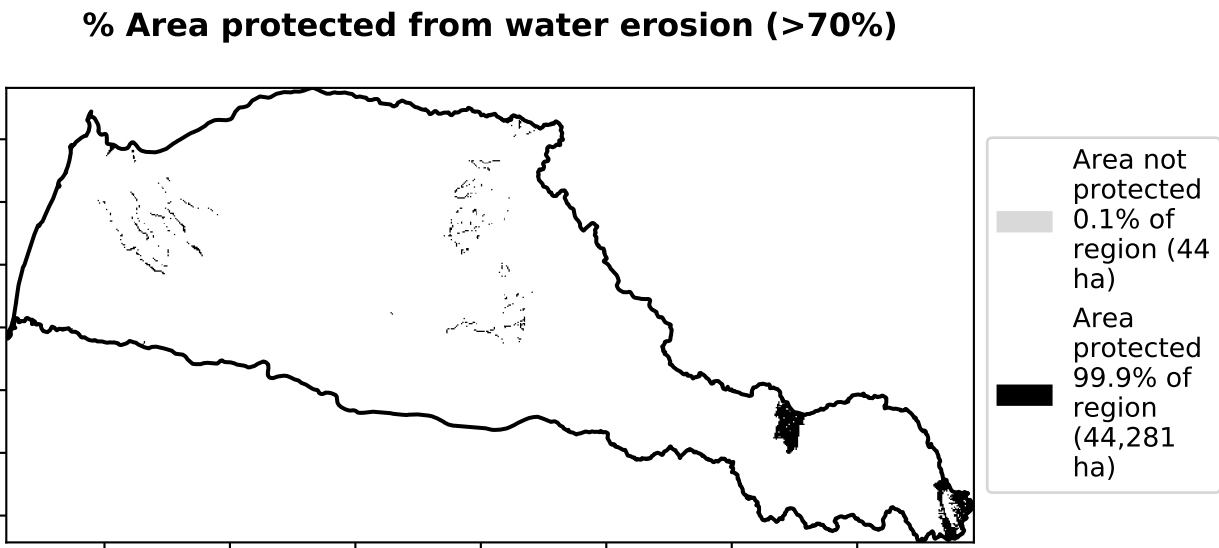 % Area protected from water erosion (>70%)
Area not
protected
0.1% of
region (44
ha)
Area
protected
99.9% of
region
(44,281
ha)